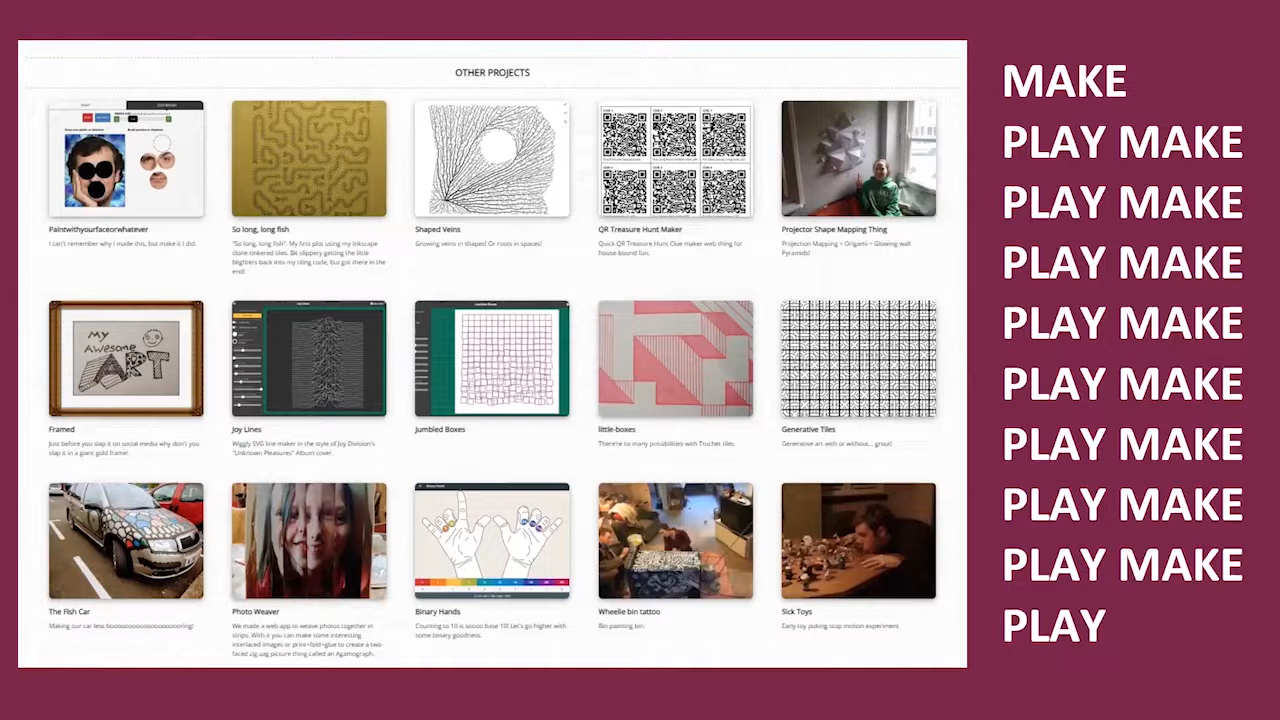 OTHER PROJECTS
Paintwithyourfaceorwhatever
I can't remember why I made this, but make it I did.
So long, long fish
"So long, long fish". My first plot using my Inkscape
clone-tinkered tiles. Bit slippery getting the little
blighters back into my tiling code, but got there in the
end!
Shaped Veins
Growing veins in shapes! Or roots in spaces!
QR Treasure Hunt Maker
Quick QR Treasure Hunt Clue maker web thing for
house-bound fun.
Projector Shape Mapping Thing
Projection Mapping + Origami = Glowing wall
Pyramids!
My
Awesome
ART
Framed
Just before you slap it on social media why don't you
slap it in a giant gold frame!
Joy Lines
Wiggly SVG line maker in the style of Joy Division's
"Unknown Pleasures" Album cover.
Jumbled Boxes
little-boxes
There're to many possibilities with Truchet tiles
Generative Tiles
Generative art with or without... grout!
The Fish Car
Making our car less boooooooooooooooooring!
Photo Weaver
We made a web app to weave photos together in
strips. With it you can make some interesting
interlaced images or print+fold+glue to create a two-
faced zig-zag picture thing called an Agamograph.
Binary Hands
Counting to 10 is soooo base 10! Let's go higher with
some binary goodness.
Wheelie bin tattoo
Bin painting bin.
Sick Toys
Early toy puking stop motion experiment.
MAKE
PLAY MAKE
PLAY MAKE
PLAY MAKE
PLAY MAKE
PLAY MAKE
PLAY MAKE
PLAY MAKE
PLAY MAKE
PLAY